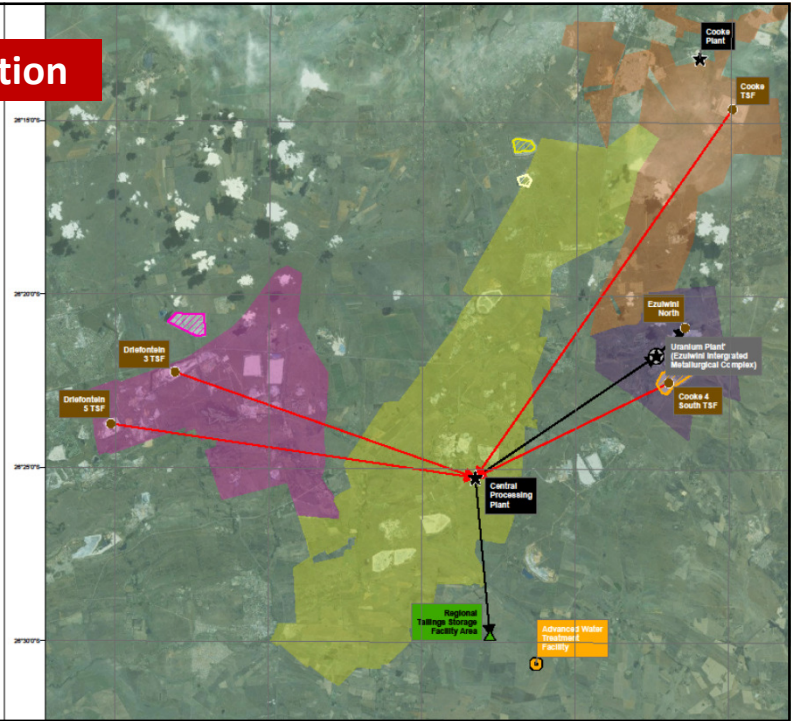 tion
Cooke
Plant
Cooke
TSF
26°15'0"S
26°20'0"S
Ezulwini
North
Uranium Plant*
(Ezulwini Intergrated
Metallurgical Complex)
Driefontein
3 TSF
Driefontein
5 TSF
Cooke 4
South TSF
26°25'0"S
Central
Processing
Plant
Regional
Tailings Storage
Facility Area
Advanced Water
Treatment
Facility
26°30'0"S